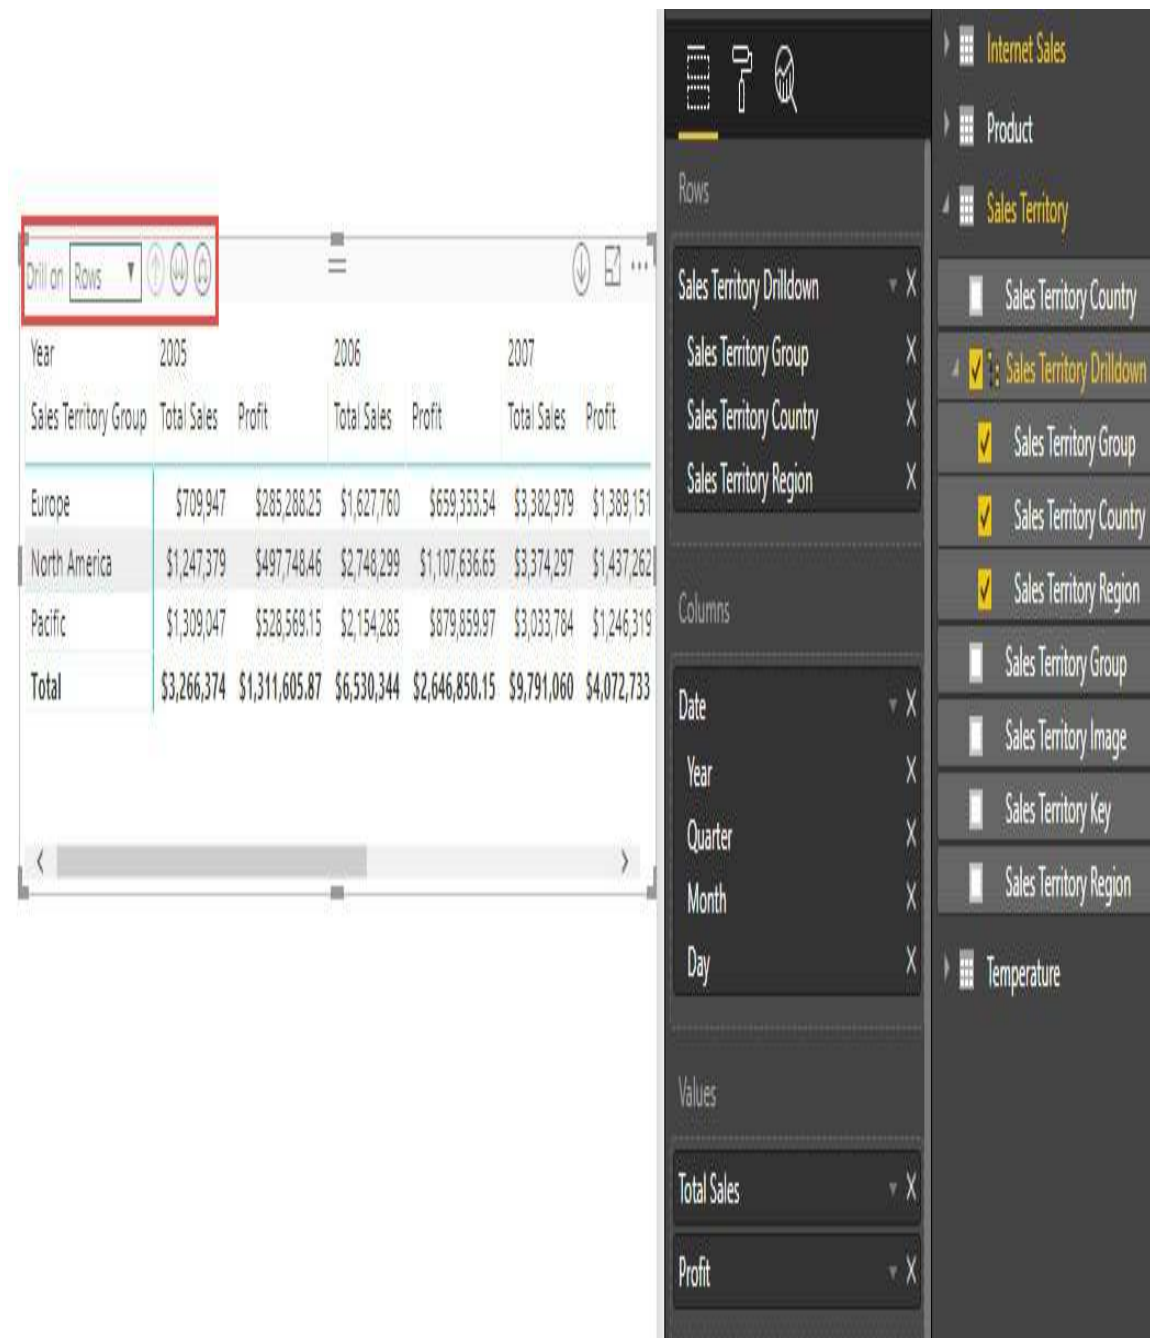 Drill on Rows
Year 2005 2006 2007
Sales Territory Group Total Sales Profit Total Sales Profit Total Sales Profit
Europe $709,947 $285,288.25 $1,627,760 $659,353.54 $3,382,979 $1,389,151
North America $1,247,379 $497,748.46 $2,748,299 $1,107,636.65 $3,374,297 $1,437,262
Pacific $1,309,047 $528,569.15 $2,154,285 $879,859.97 $3,033,784 $1,246,319
Total $3,266,374 $1,311,605.87 $6,530,344 $2,646,850.15 $9,791,060 $4,072,733
Rows
Sales Territory Drilldown
Sales Territory Group
Sales Territory Country
Sales Territory Region
Columns
Date
Year
Quarter
Month
Day
Values
Total Sales
Profit
Internet Sales
Product
Sales Territory
Sales Territory Country
Sales Territory Drilldown
Sales Territory Group
Sales Territory Country
Sales Territory Region
Sales Territory Group
Sales Territory Image
Sales Territory Key
Sales Territory Region
Temperature